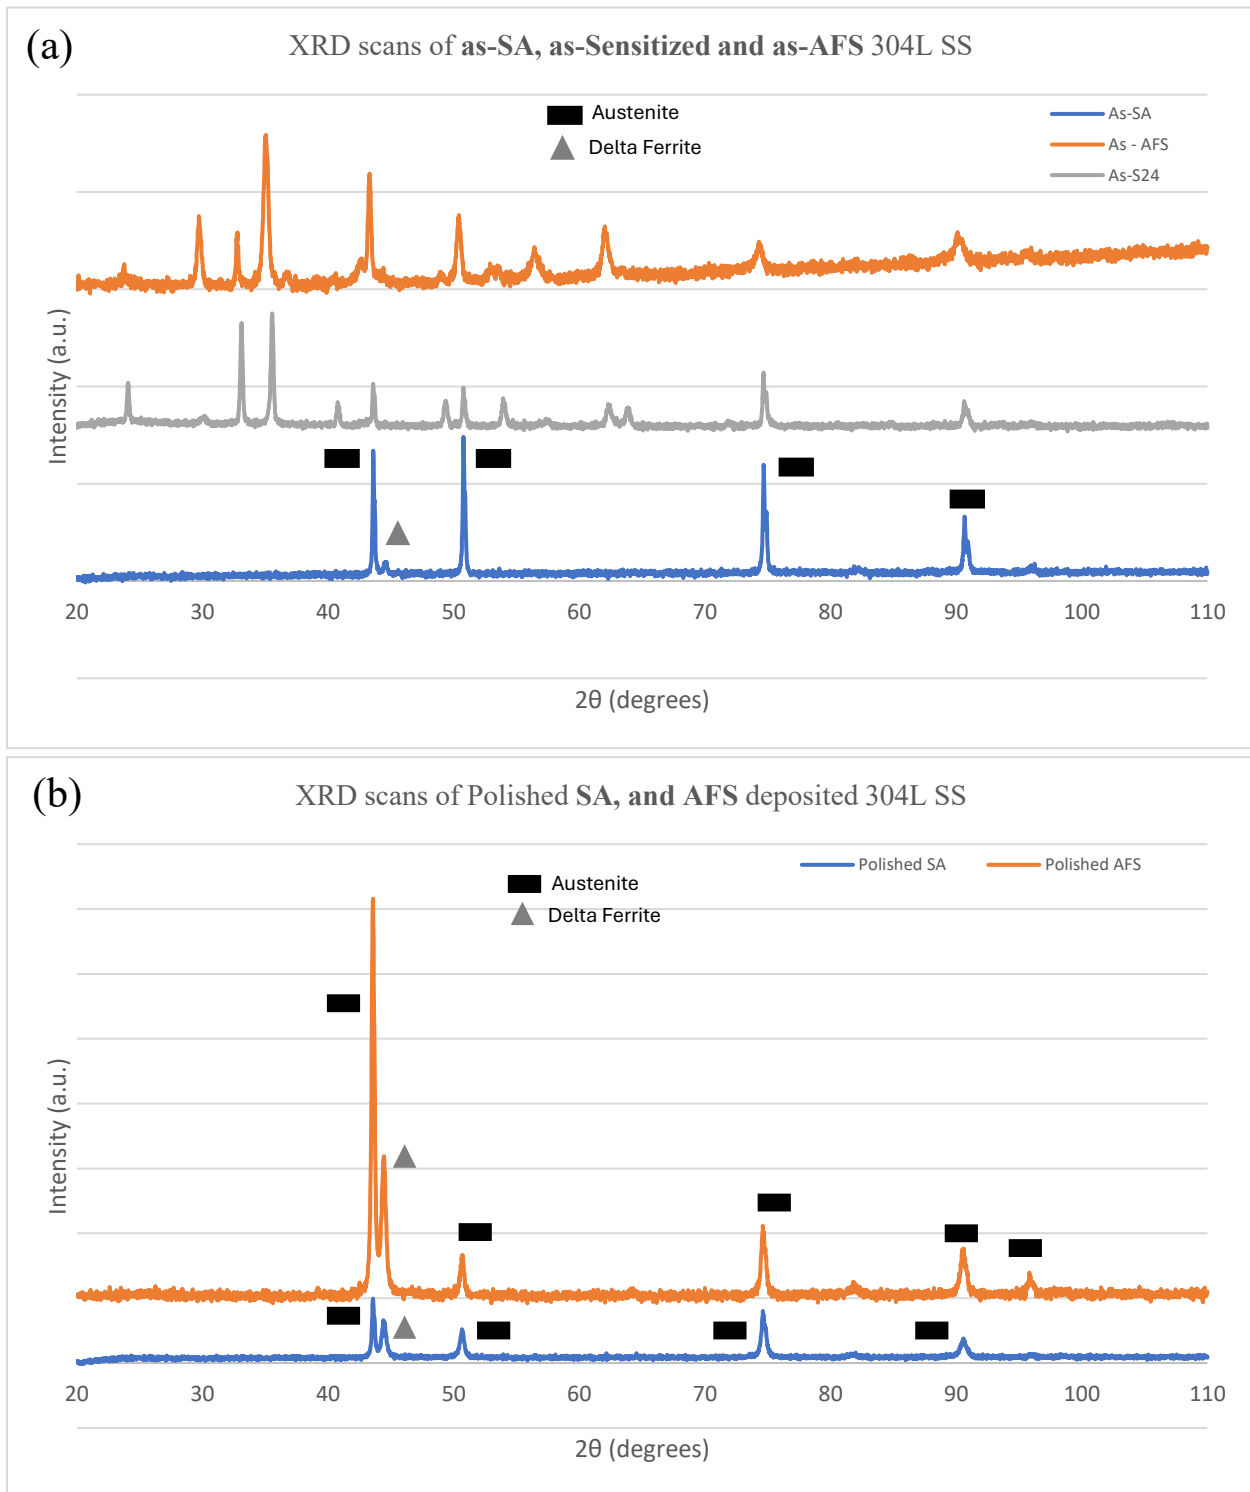 (a)
XRD scans of as-SA, as-Sensitized and as-AFS 304L SS
Austenite
Delta Ferrite
As-SA
As - AFS
As-S24
Intensity (a.u.)
20 30 40 50 60 70 80 90 100 110
2θ (degrees)
(b)
XRD scans of Polished SA, and AFS deposited 304L SS
Polished SA Polished AFS
Austenite
Delta Ferrite
Intensity (a.u.)
20 30 40 50 60 70 80 90 100 110
2θ (degrees)